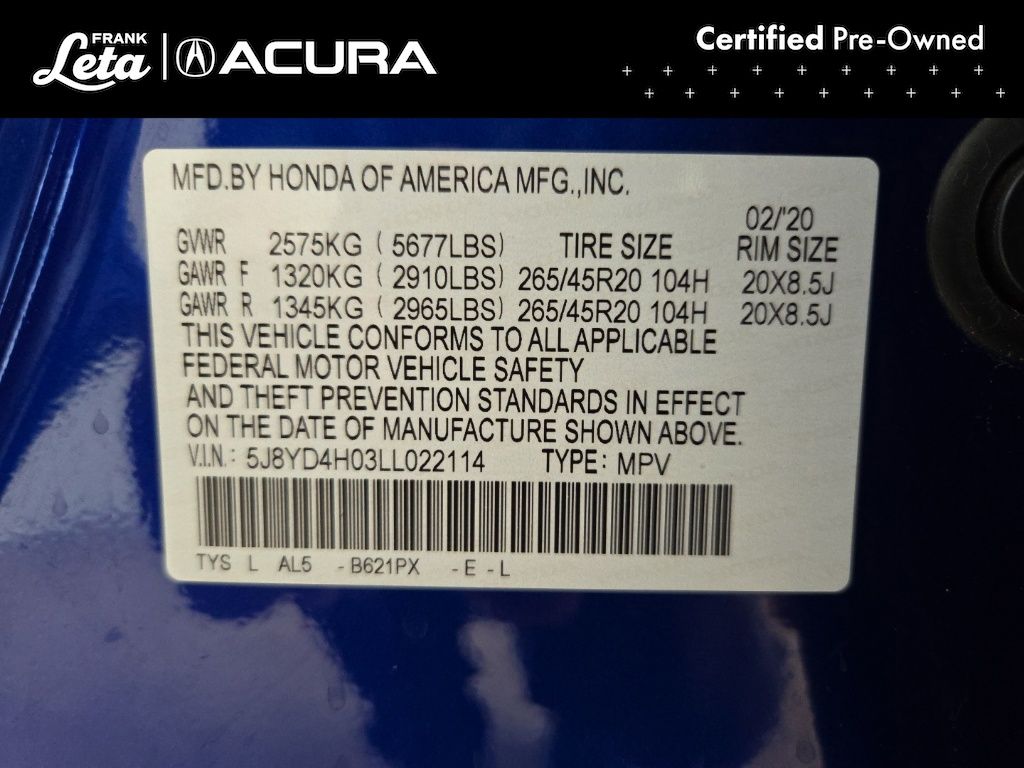 FRANK
Leta
ACURA
Certified Pre-Owned
MFD.BY HONDA OF AMERICA MFG.,INC.
02/'20
GVWR 2575KG ( 5677LBS) TIRE SIZE RIM SIZE
GAWR F 1320KG ( 2910LBS) 265/45R20 104H 20X8.5J
GAWR R 1345KG ( 2965LBS) 265/45R20 104H 20X8.5J
THIS VEHICLE CONFORMS TO ALL APPLICABLE
FEDERAL MOTOR VEHICLE SAFETY
AND THEFT PREVENTION STANDARDS IN EFFECT
ON THE DATE OF MANUFACTURE SHOWN ABOVE.
V.I.N.: 5J8YD4H03LL022114 TYPE: MPV
TYS L AL5 - B621PX - E - L